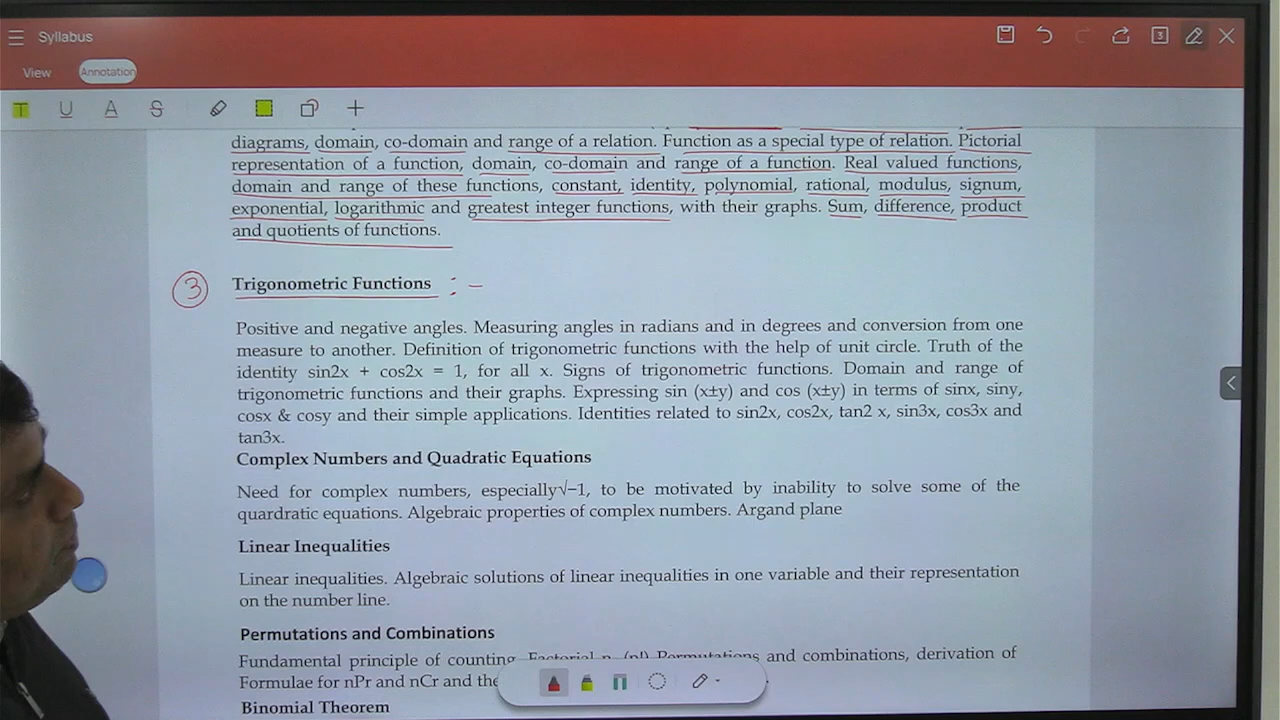 Syllabus
View Annotation
T U A S
diagrams, domain, co-domain and range of a relation. Function as a special type of relation. Pictorial
representation of a function, domain, co-domain and range of a function. Real valued functions,
domain and range of these functions, constant, identity, polynomial, rational, modulus, signum,
exponential, logarithmic and greatest integer functions, with their graphs. Sum, difference, product
and quotients of functions.
3 Trigonometric Functions :-
Positive and negative angles. Measuring angles in radians and in degrees and conversion from one
measure to another. Definition of trigonometric functions with the help of unit circle. Truth of the
identity sin2x + cos2x = 1, for all x. Signs of trigonometric functions. Domain and range of
trigonometric functions and their graphs. Expressing sin (x±y) and cos (x±y) in terms of sinx, siny,
cosx & cosy and their simple applications. Identities related to sin2x, cos2x, tan2 x, sin3x, cos3x and
tan3x.
Complex Numbers and Quadratic Equations
Need for complex numbers, especially√−1, to be motivated by inability to solve some of the
quardratic equations. Algebraic properties of complex numbers. Argand plane
Linear Inequalities
Linear inequalities. Algebraic solutions of linear inequalities in one variable and their representation
on the number line.
Permutations and Combinations
Fundamental principle of counting. Factorial n. (n!) Permutations and combinations, derivation of
Formulae for nPr and nCr and the
Binomial Theorem